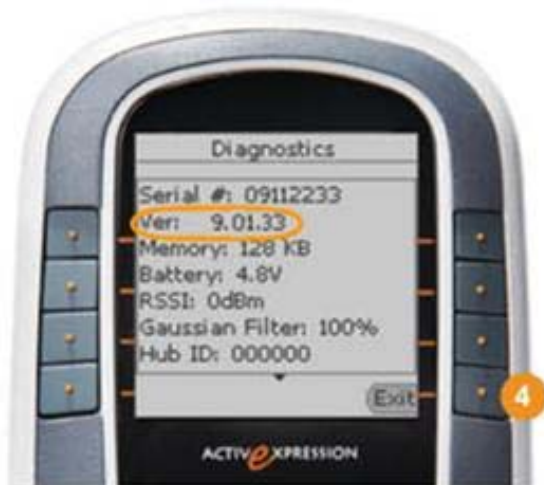 Diagnostics
Serial #: 09112233
Ver: 9.01.33
Memory: 128 KB
Battery: 4.8V
RSSI: 0dBm
Gaussian Filter: 100%
Hub ID: 000000
Exit
4
ACTIVEXPRESSION